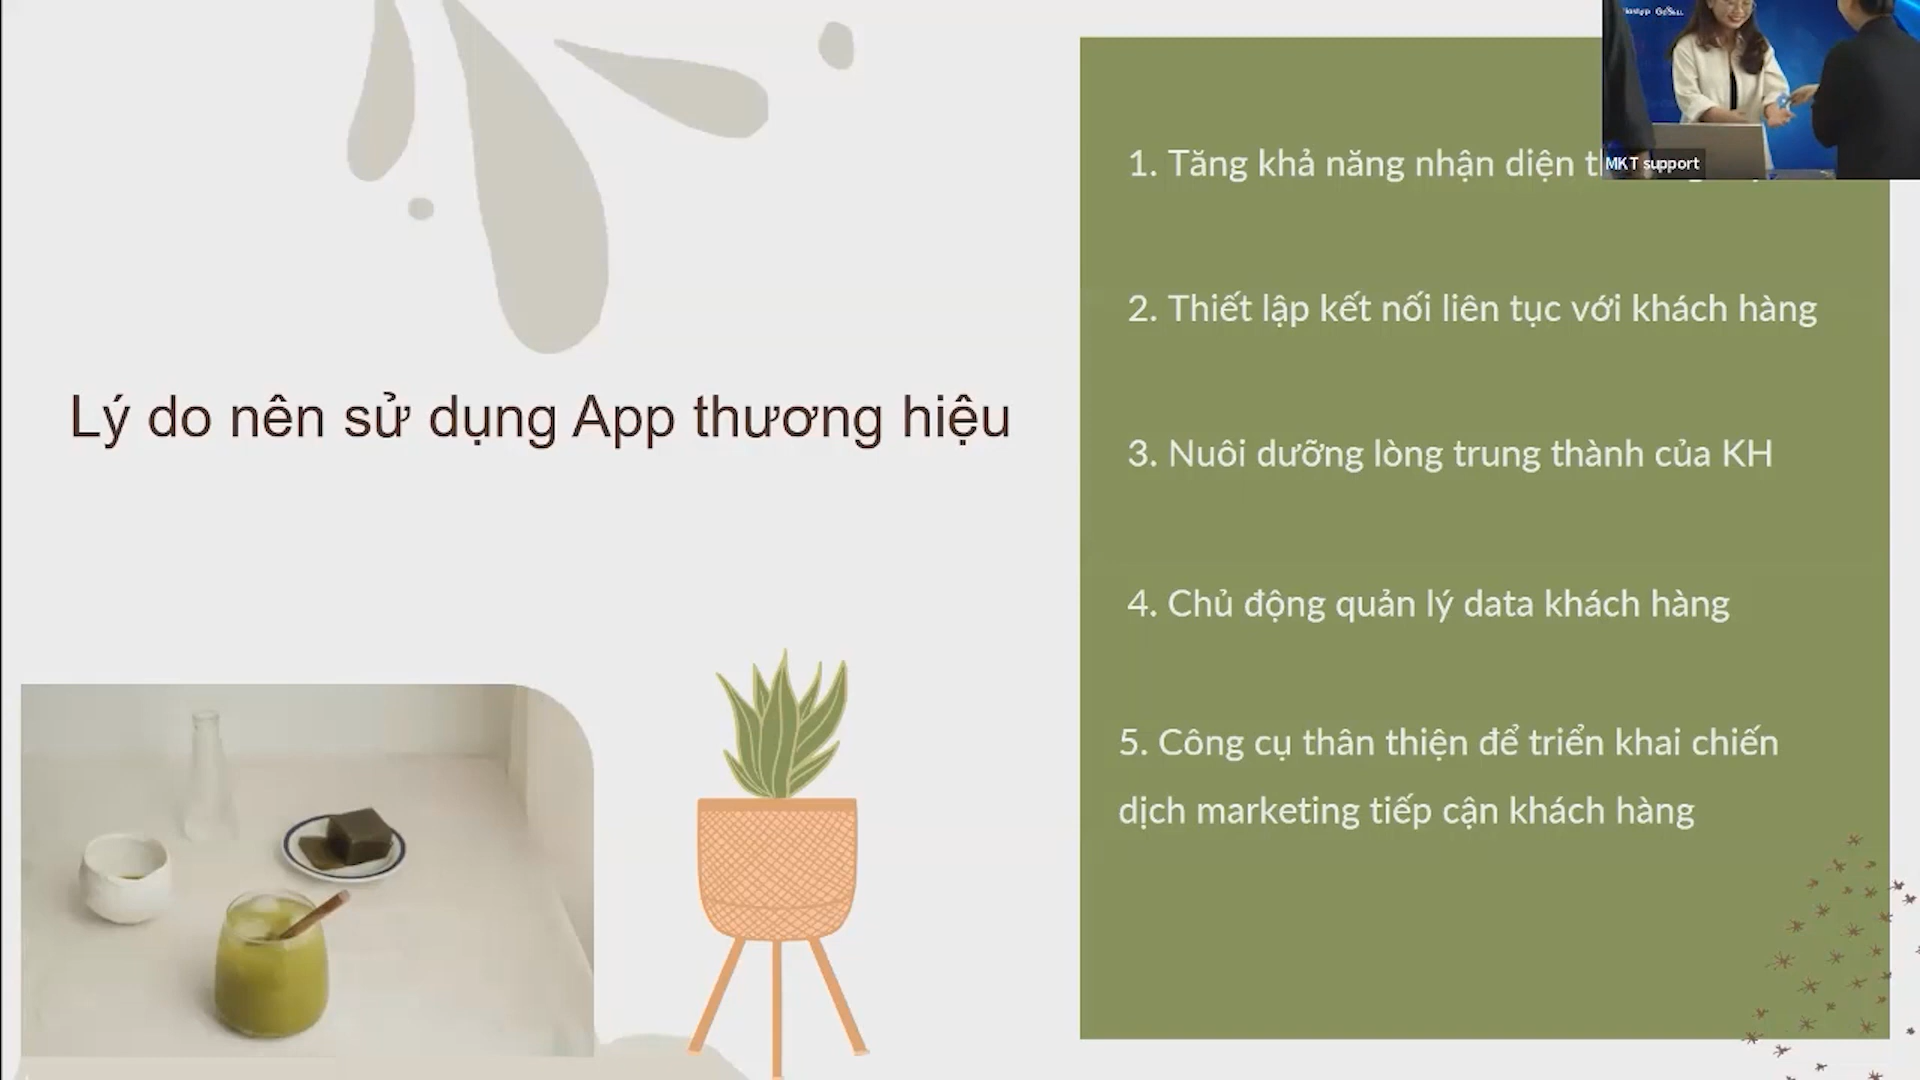 Lý do nên sử dụng App thương hiệu
1. Tăng khả năng nhận diện
2. Thiết lập kết nối liên tục với khách hàng
3. Nuôi dưỡng lòng trung thành của KH
4. Chủ động quản lý data khách hàng
5. Công cụ thân thiện để triển khai chiến
dịch marketing tiếp cận khách hàng
MKT support